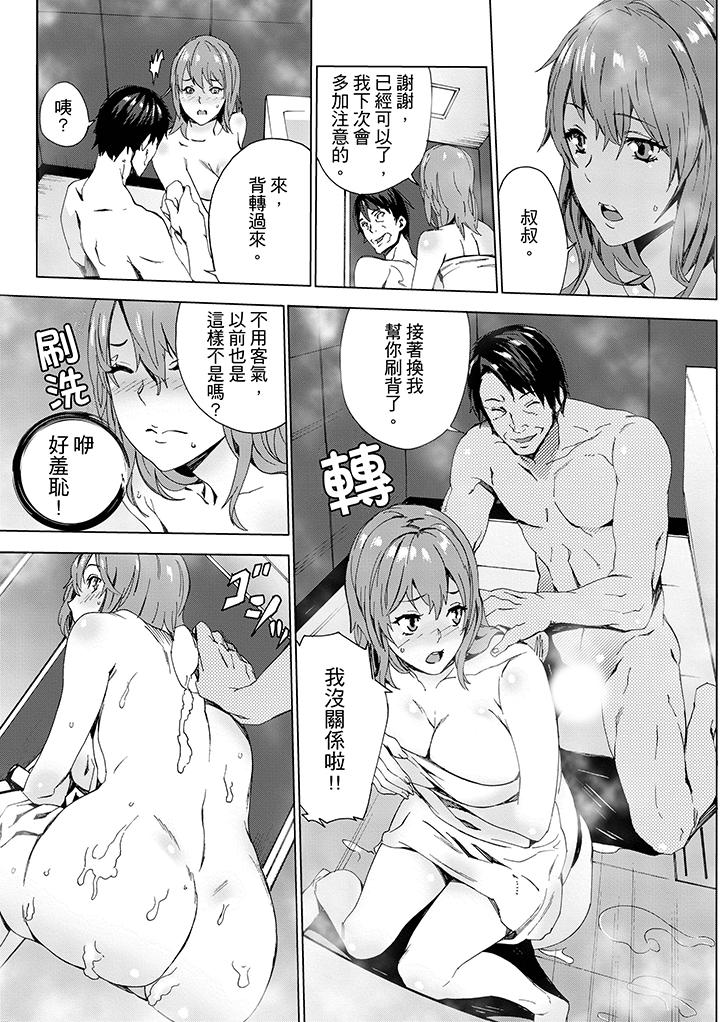 叔叔。
謝謝，
已經可以了，
我下次會
多加注意的。
來，
背轉過來。
咦？
接著換我
幫你刷背了。
轉
我沒關係啦!!
不用客氣，
以前也是
這樣不是嗎？
刷洗
咿
好羞恥！
ゴシ